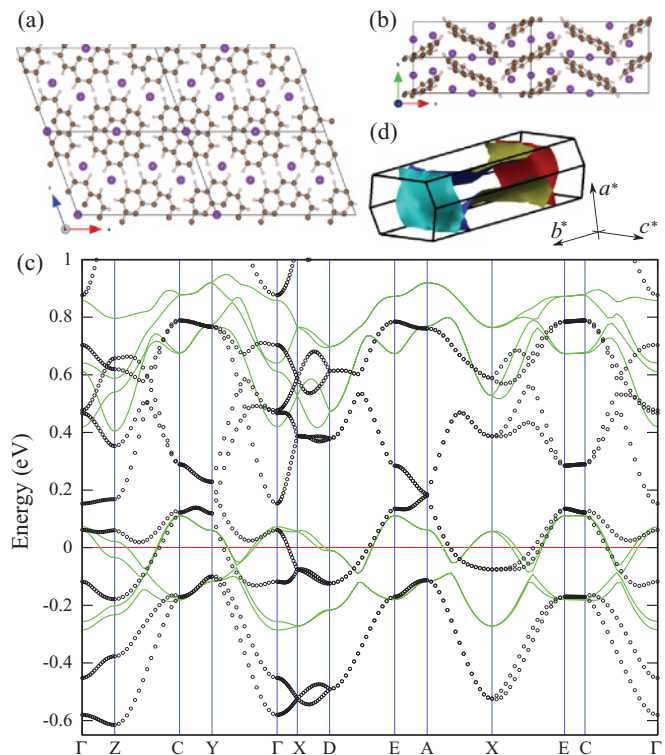 (a)
(b)
(d)
a*
b*
c*
(c)
1
0.8
0.6
0.4
0.2
0
-0.2
-0.4
-0.6
Energy (eV)
Γ Z C Y Γ X D E A X E C Γ